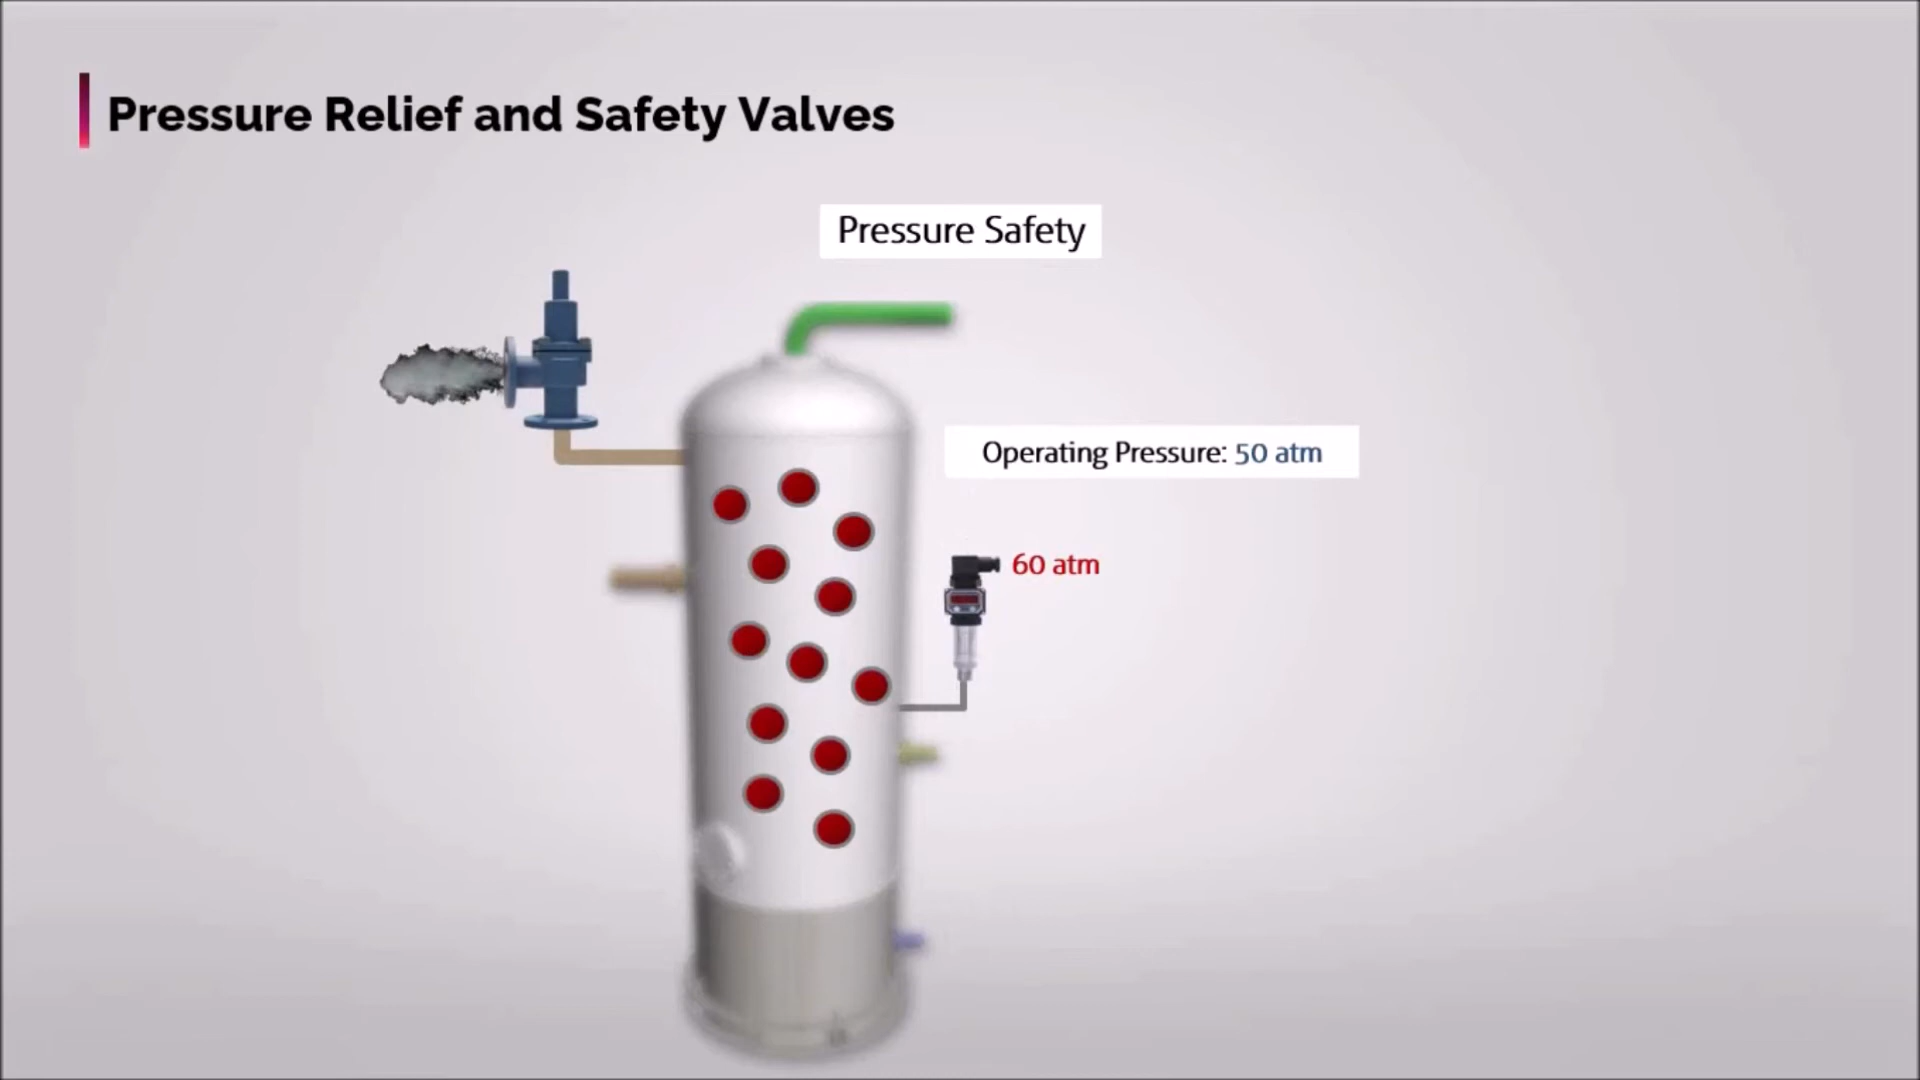 Pressure Relief and Safety Valves
Pressure Safety
Operating Pressure: 50 atm
60 atm